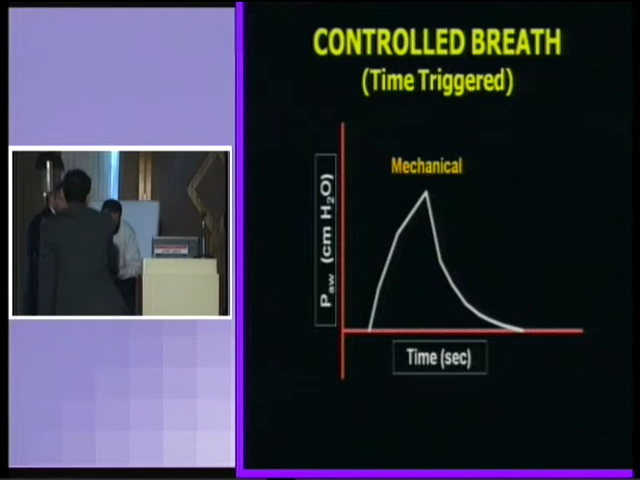 CONTROLLED BREATH
(Time Triggered)
Mechanical
Paw (cm H2O)
Time (sec)